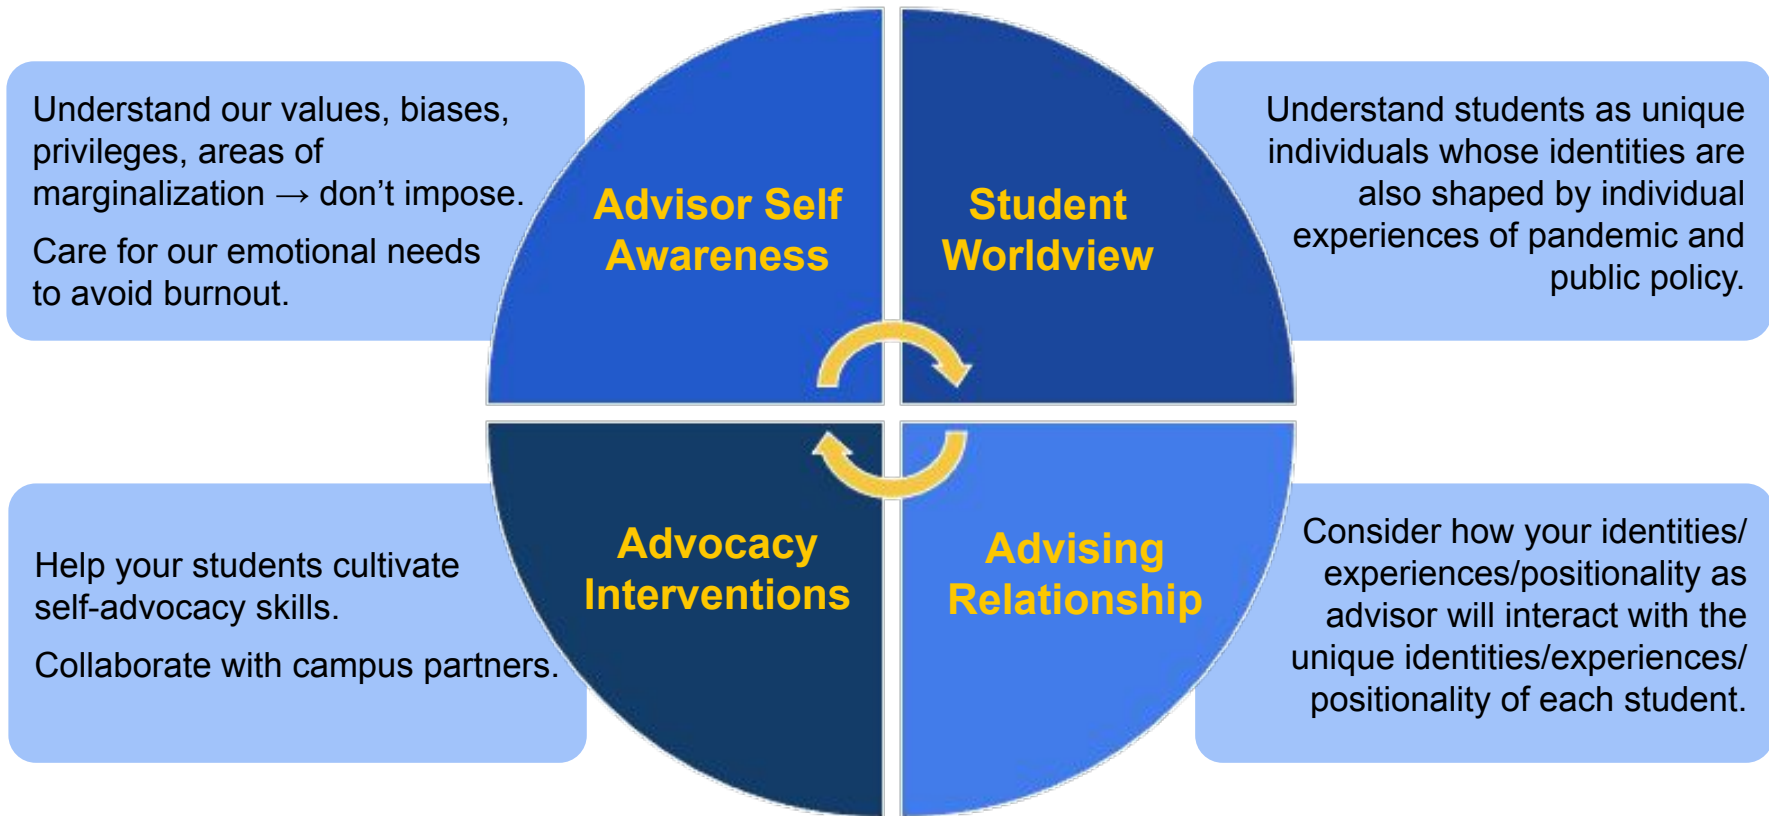 Understand our values, biases,
privileges, areas of
marginalization → don’t impose.
Care for our emotional needs
to avoid burnout.
Advisor Self
Awareness
Student
Worldview
Understand students as unique
individuals whose identities are
also shaped by individual
experiences of pandemic and
public policy.
Help your students cultivate
self-advocacy skills.
Collaborate with campus partners.
Advocacy
Interventions
Advising
Relationship
Consider how your identities/
experiences/positionality as
advisor will interact with the
unique identities/experiences/
positionality of each student.